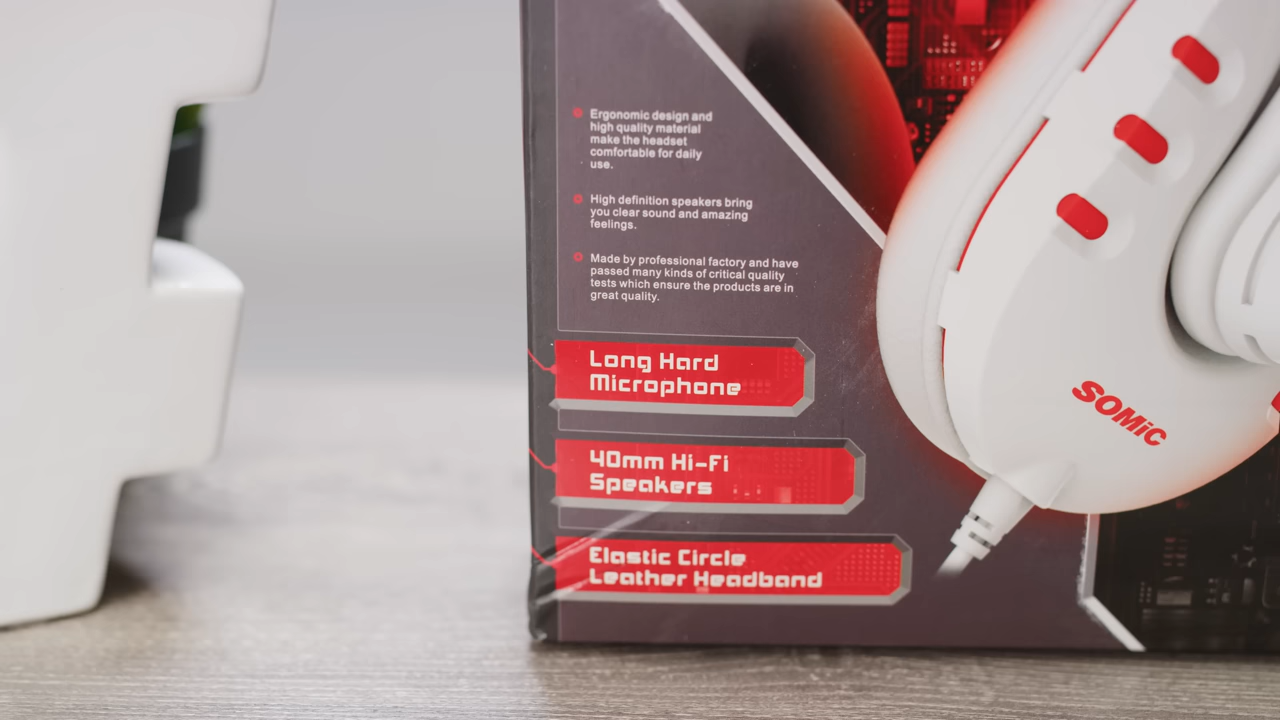 Ergonomic design and
high quality material
make the headset
comfortable for daily
use.
High definition speakers bring
you clear sound and amazing
feelings.
Made by professional factory and have
passed many kinds of critical quality
tests which ensure the products are in
great quality.
Long Hard
Microphone
40mm Hi-Fi
Speakers
Elastic Circle
Leather Headband
SOMiC